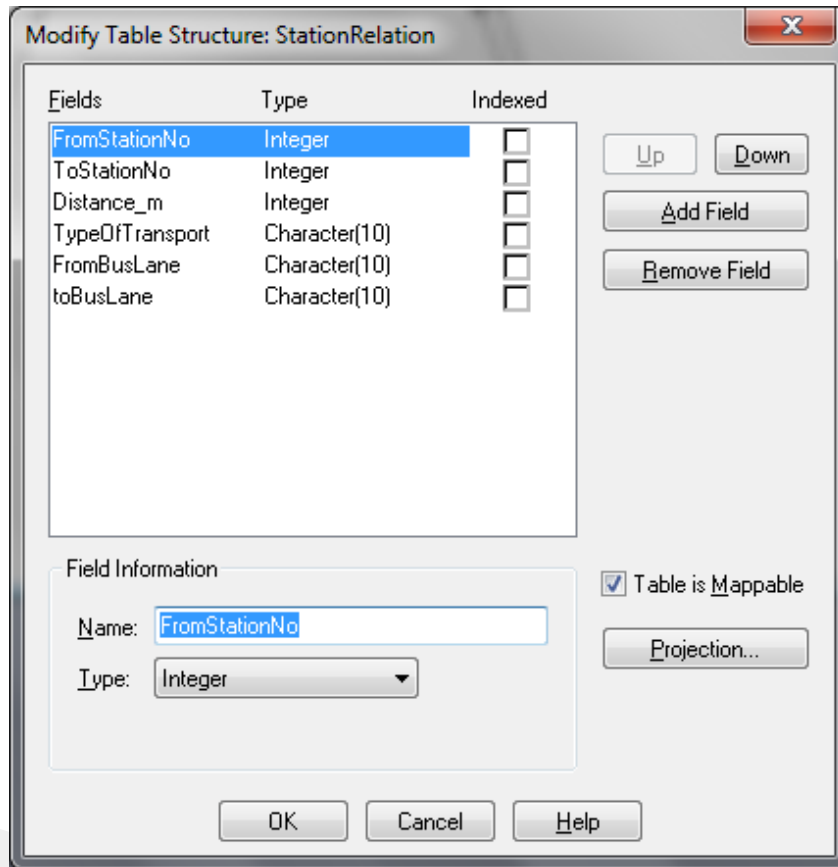 Modify Table Structure: StationRelation
Fields Type Indexed
FromStationNo Integer
ToStationNo Integer
Distance_m Integer
TypeOfTransport Character(10)
FromBusLane Character(10)
toBusLane Character(10)
Up Down
Add Field
Remove Field
Field Information
Name: FromStationNo
Type: Integer
Table is Mappable
Projection...
OK Cancel Help